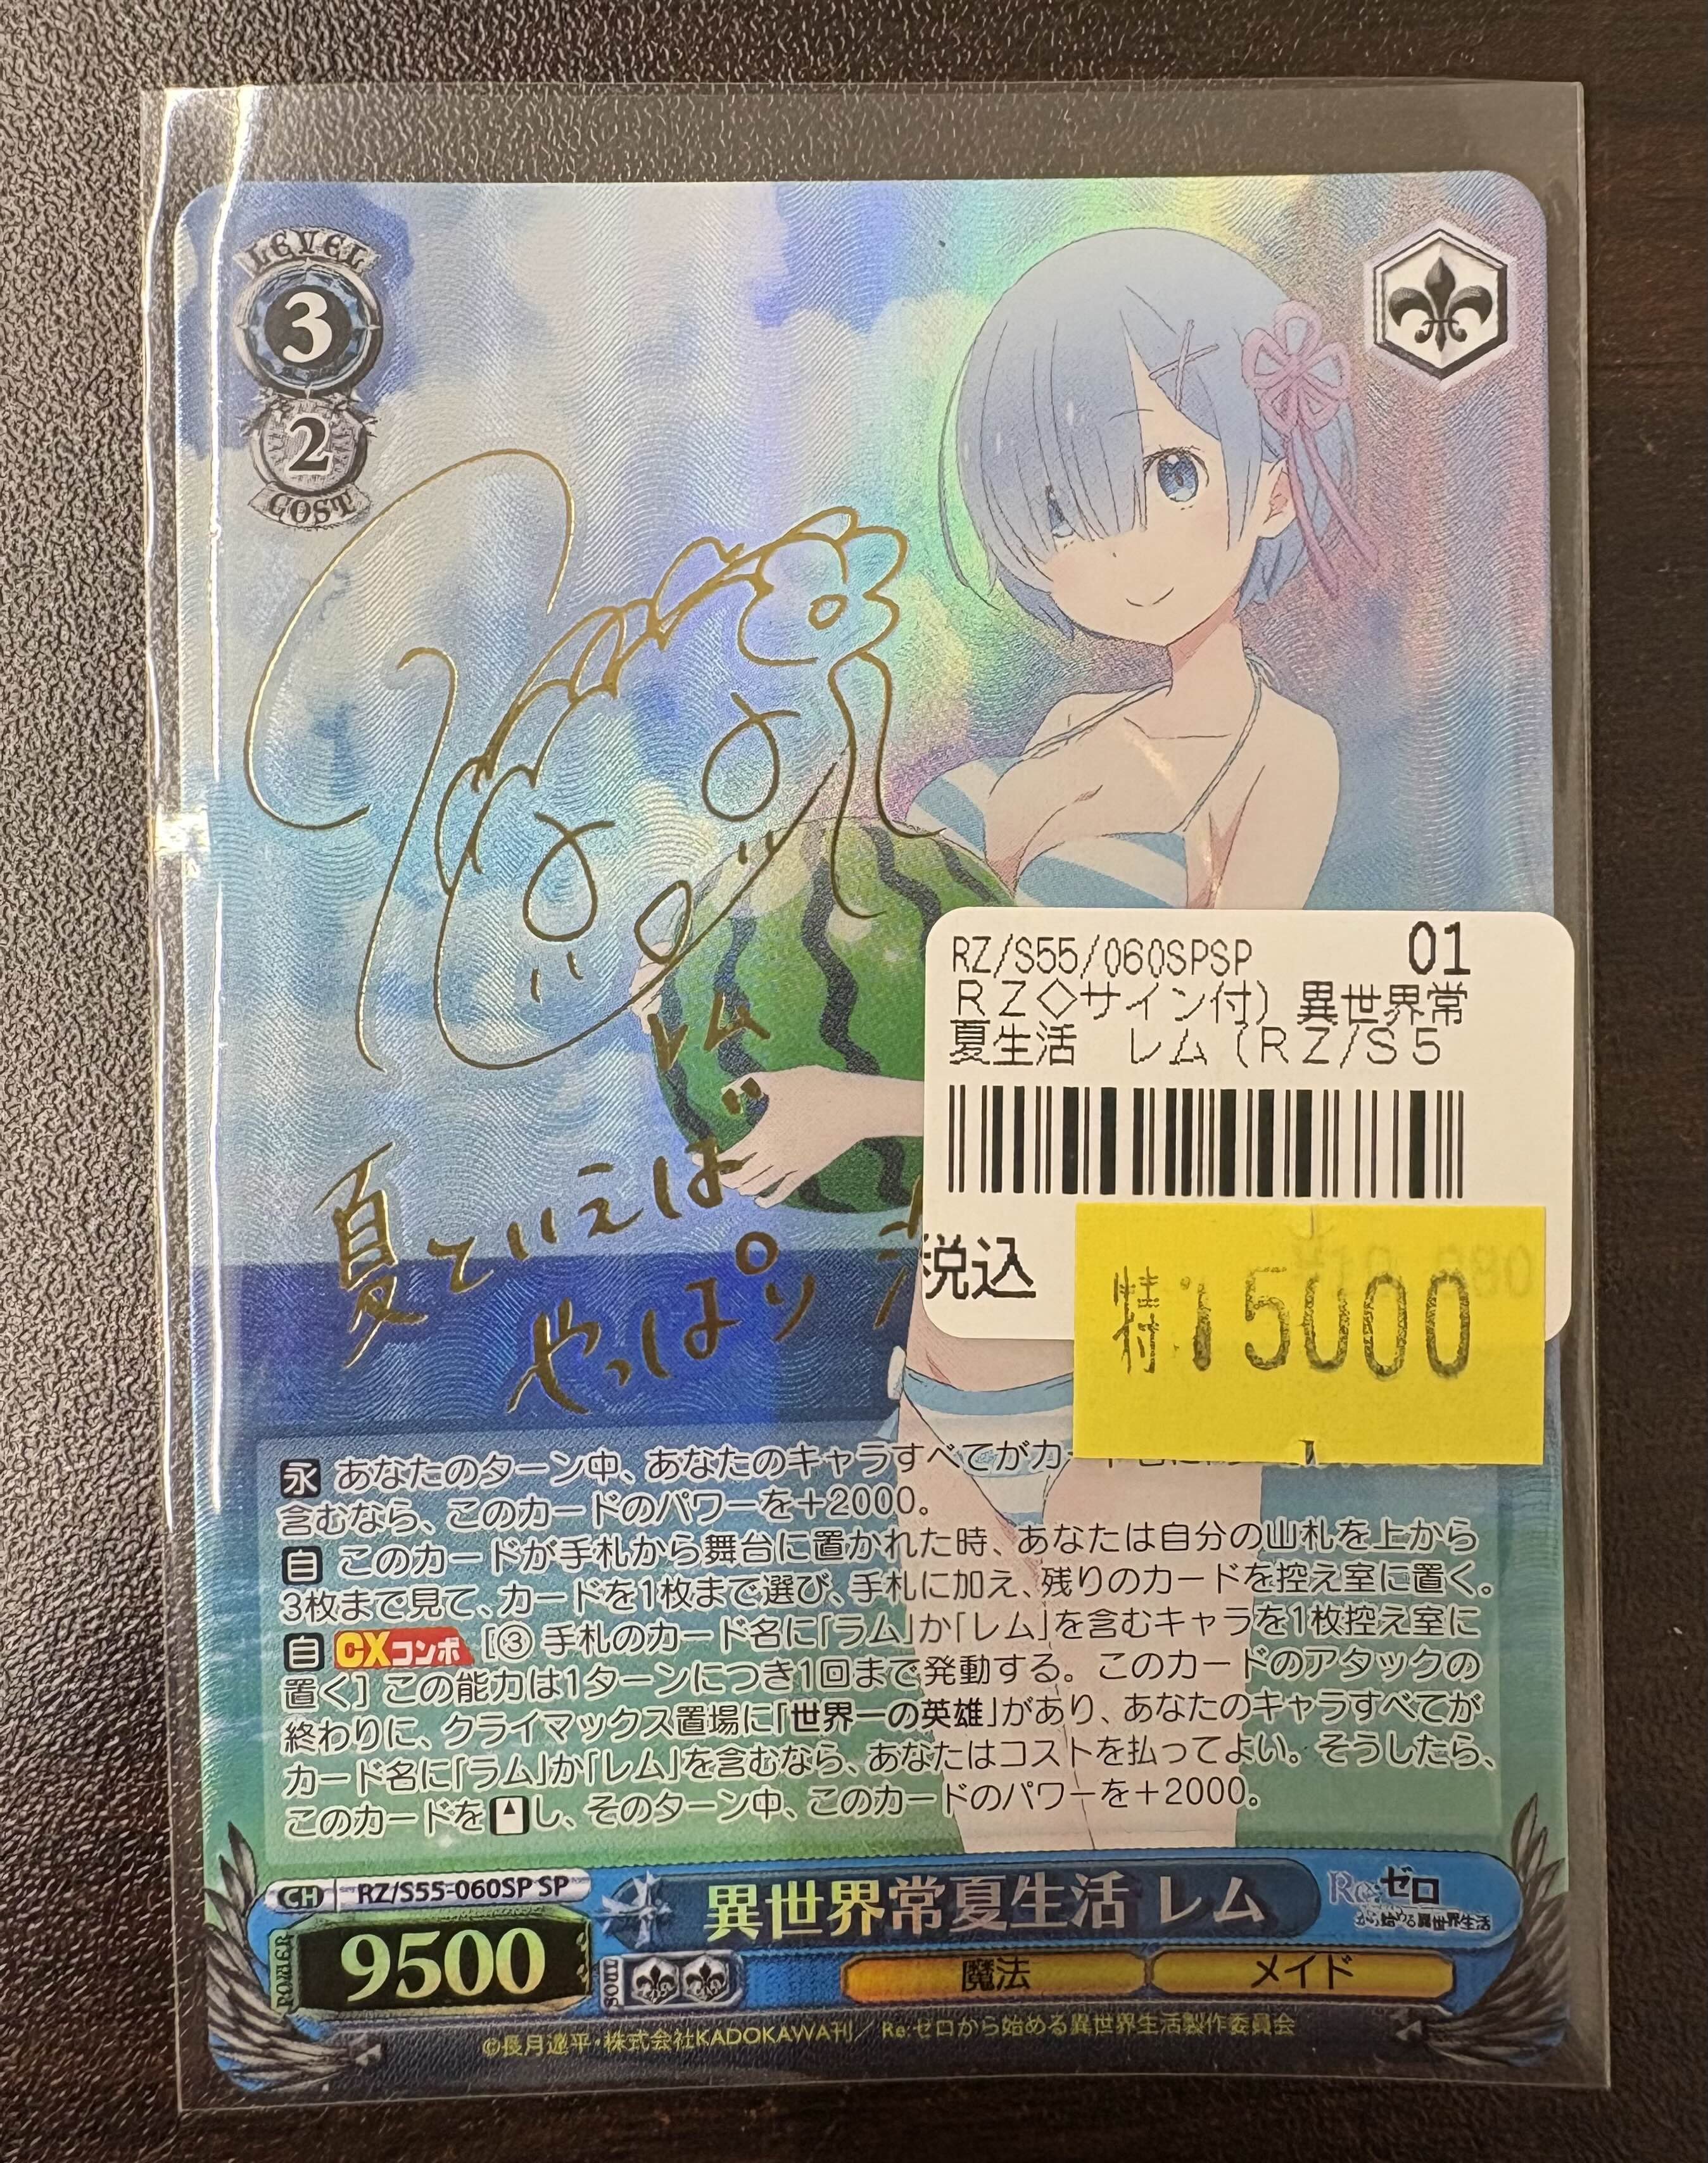 LEVEL
3
2
COST
レム
夏ていえば
やっぱり
RZ/S55/060SPSP 01
ＲＺ◇サイン付）異世界常
夏生活　レム（ＲＺ/Ｓ５
税込
特価15000
永 あなたのターン中、あなたのキャラすべてがカー
含むなら、このカードのパワーを+2000。
自 このカードが手札から舞台に置かれた時、あなたは自分の山札を上から
3枚まで見て、カードを1枚まで選び、手札に加え、残りのカードを控え室に置く。
自 CXコンボ [③ 手札のカード名に「ラム」か「レム」を含むキャラを1枚控え室に
置く] この能力は1ターンにつき1回まで発動する。このカードのアタックの
終わりに、クライマックス置場に「世界一の英雄」があり、あなたのキャラすべてが
カード名に「ラム」か「レム」を含むなら、あなたはコストを払ってよい。そうしたら、
このカードをし、そのターン中、このカードのパワーを+2000。
CH RZ/S55-060SP SP
異世界常夏生活 レム
Re:ゼロ
から始める異世界生活
POWER 9500
SOUL
魔法 メイド
©長月達平・株式会社KADOKAWA刊／Re:ゼロから始める異世界生活製作委員会